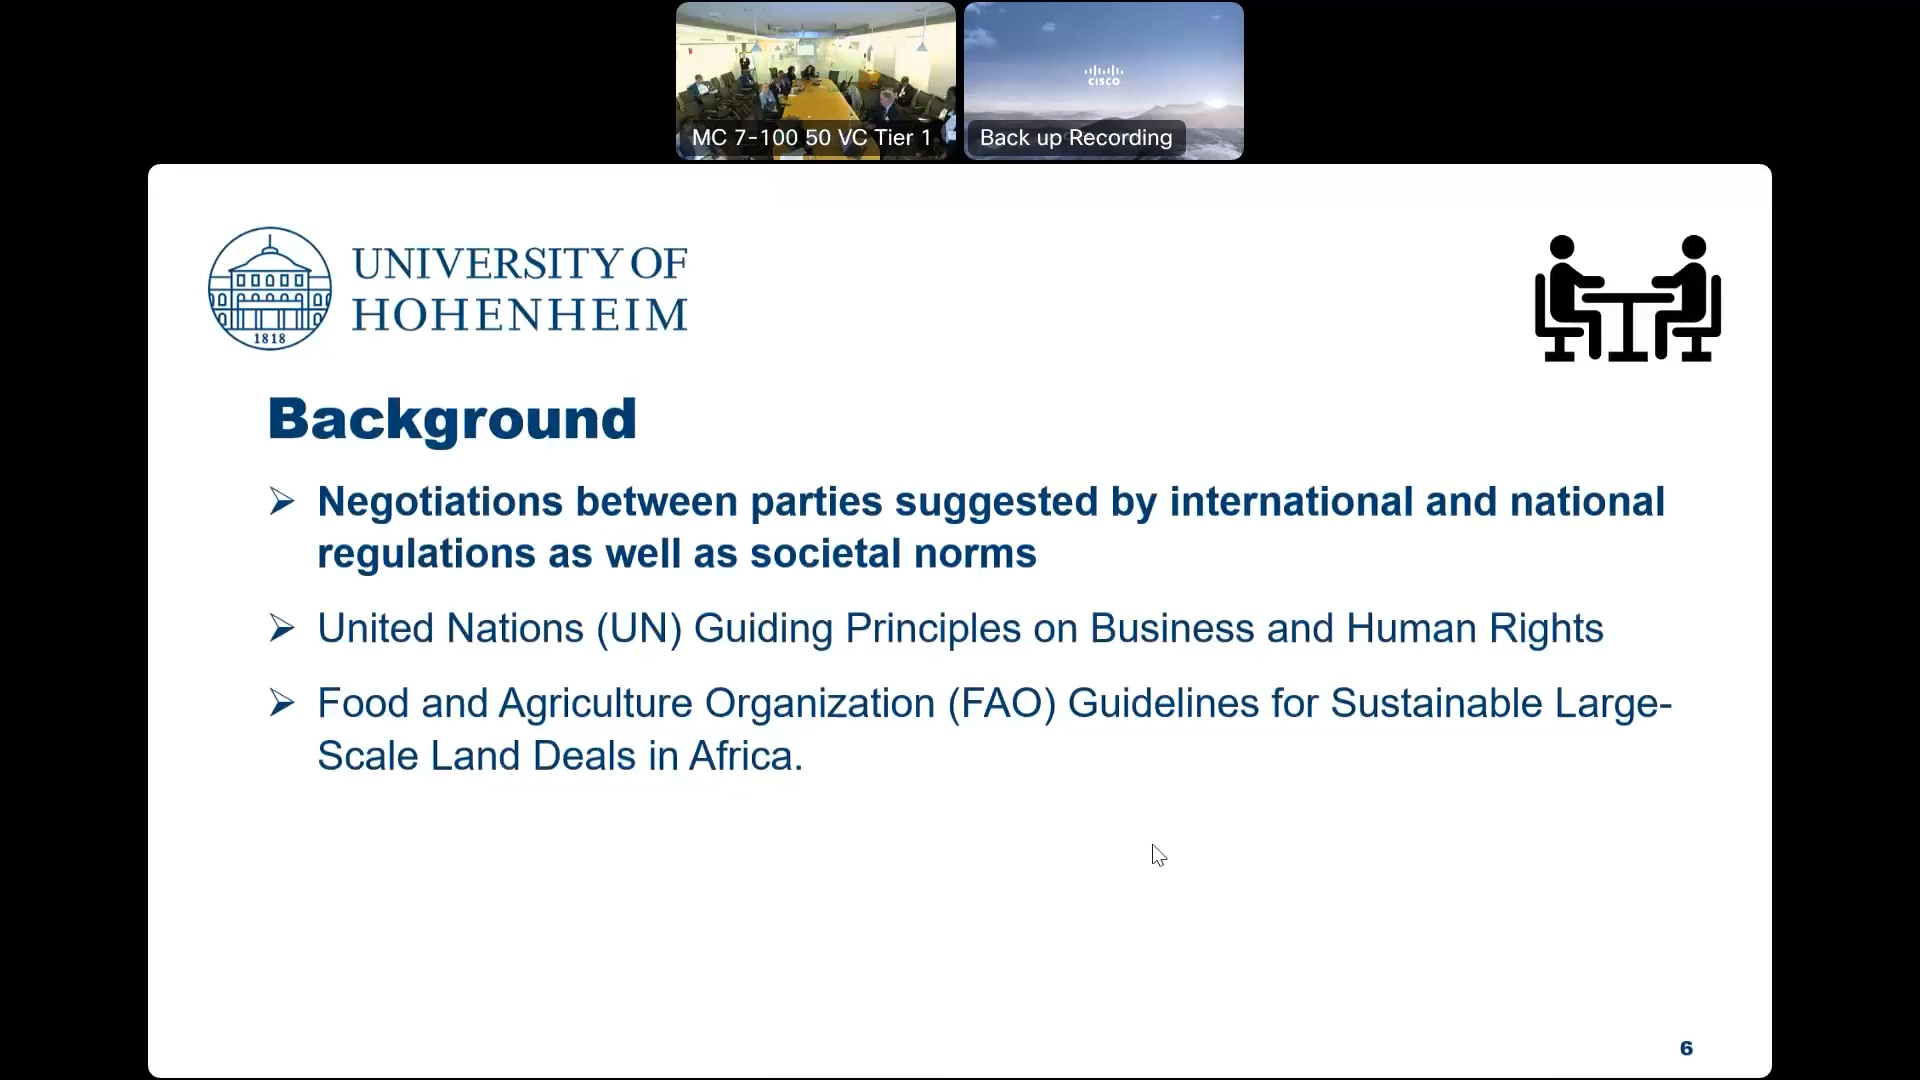 MC 7-100 50 VC Tier 1
CISCO
Back up Recording
UNIVERSITY OF
HOHENHEIM
1818
Background
➢ Negotiations between parties suggested by international and national
regulations as well as societal norms
➢ United Nations (UN) Guiding Principles on Business and Human Rights
➢ Food and Agriculture Organization (FAO) Guidelines for Sustainable Large-
Scale Land Deals in Africa.
6